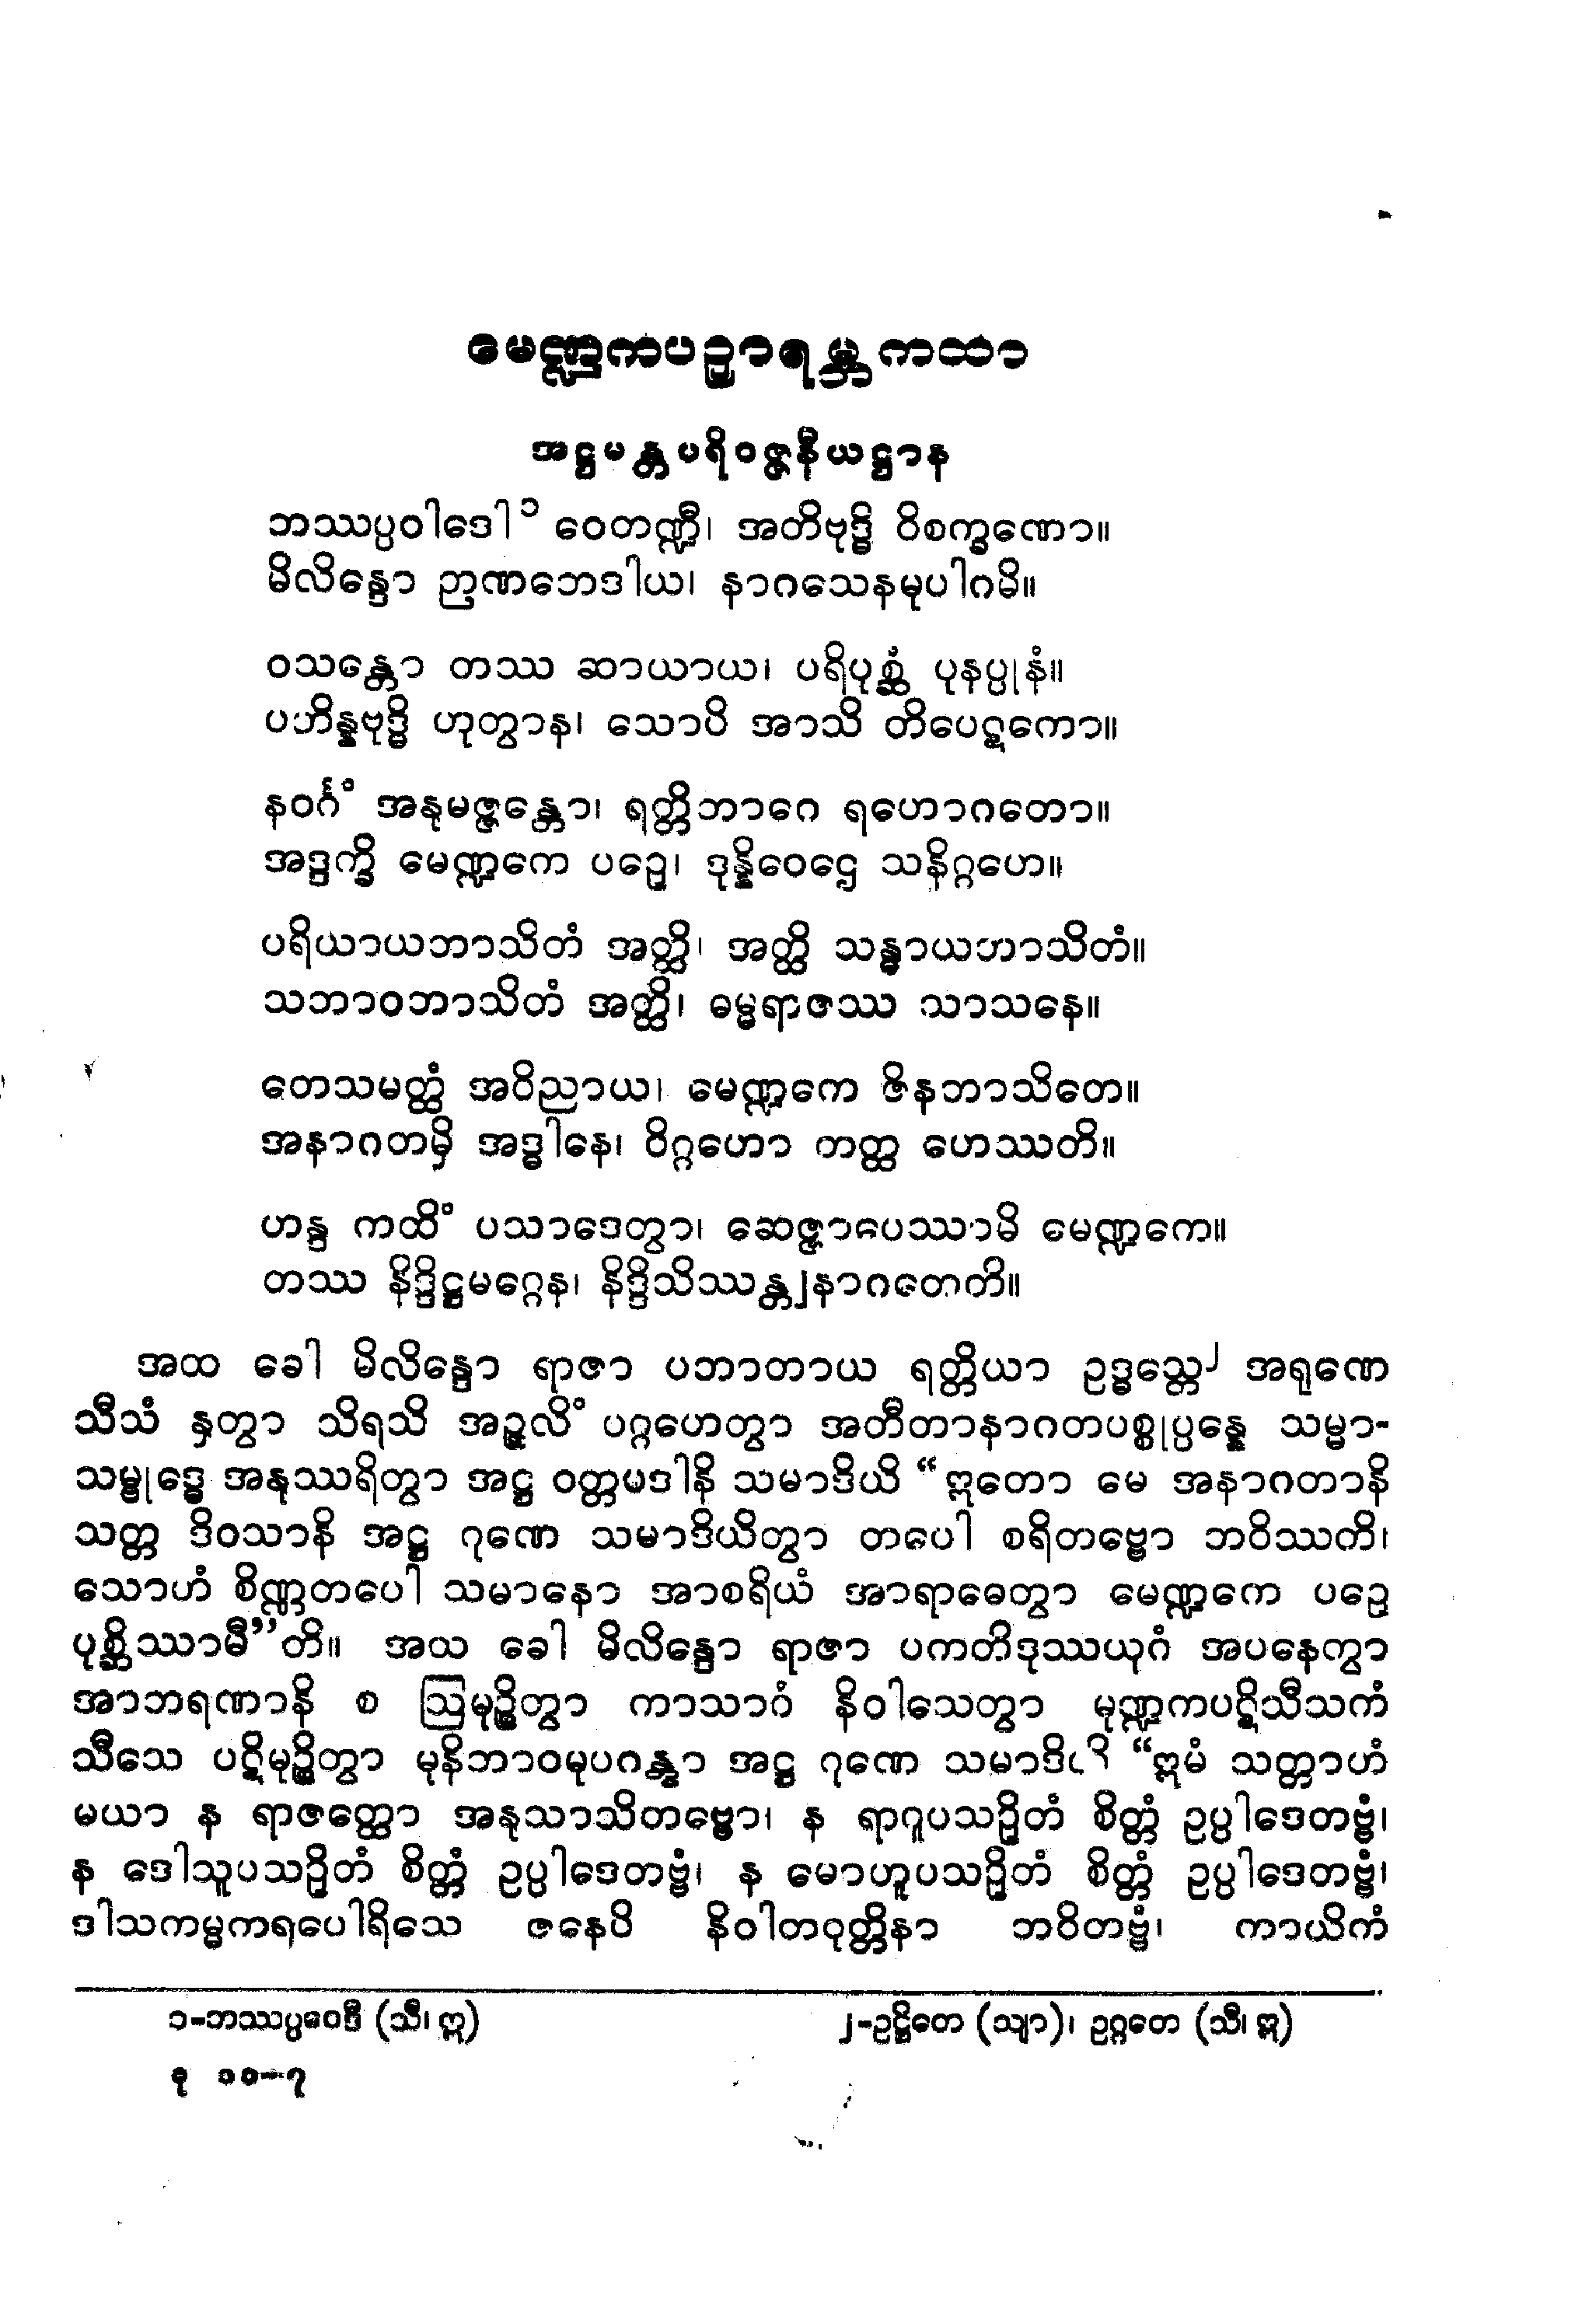 မေဏ္ဍကပဉှာရမ္ဘကထာ
အဋ္ဌမန္တပရိဝဇ္ဇနီယဋ္ဌာန
ဘဿပ္ပဝါဒေါ ၁ ဝေတဏ္ဍီ၊ အတိဗုဒ္ဓိ ဝိစက္ခဏော။
မိလိန္ဒော ဉာဏဘေဒါယ၊ နာဂသေနမုပါဂမိ။
ဝသန္တော တဿ ဆာယာယ၊ ပရိပုစ္ဆံ ပုနပ္ပုနံ။
ပဘိန္နဗုဒ္ဓိ ဟုတွာန၊ သောပိ အာသိ တိပေဋကော။
နဝင်္ဂံ အနုမဇ္ဇန္တော၊ ရတ္တိဘာဂေ ရဟောဂတော။
အဒ္ဒက္ခိ မေဏ္ဍကေ ပဉှေ၊ ဒုန္နိဝေဌေ သနိဂ္ဂဟေ။
ပရိယာယဘာသိတံ အတ္ထိ၊ အတ္ထိ သန္ဓာယဘာသိတံ။
သဘာဝဘာသိတံ အတ္ထိ၊ ဓမ္မရာဇဿ သာသနေ။
တေသမတ္ထံ အဝိညာယ၊ မေဏ္ဍကေ ဇိနဘာသိတေ။
အနာဂတမှိ အဒ္ဓါနေ၊ ဝိဂ္ဂဟော တတ္ထ ဟေဿတိ။
ဟန္ဒ ကထိံ ပသာဒေတွာ၊ ဆေဇ္ဇာပေဿာမိ မေဏ္ဍကေ။
တဿ နိဒ္ဒိဋ္ဌမဂ္ဂေန၊ နိဒ္ဒိသိဿန္တျနာဂတေတိ။
အထ ခေါ မိလိန္ဒော ရာဇာ ပဘာတာယ ရတ္တိယာ ဥဒ္ဓသ္တေ ၂ အရုဏေ
သီသံ နှတွာ သိရသိ အဉ္ဇလိံ ပဂ္ဂဟေတွာ အတီတာနာဂတပစ္စုပ္ပန္နေ သမ္မာ-
သမ္ဗုဒ္ဓေ အနုဿရိတွာ အဋ္ဌ ဝတ္တပဒါနိ သမာဒိယိ “ဣတော မေ အနာဂတာနိ
သတ္တ ဒိဝသာနိ အဋ္ဌ ဂုဏေ သမာဒိယိတွာ တပေါ စရိတဗ္ဗော ဘဝိဿတိ၊
သောဟံ စိဏ္ဏတပေါ သမာနော အာစရိယံ အာရာဓေတွာ မေဏ္ဍကေ ပဉှေ
ပုစ္ဆိဿာမီ”တိ။ အထ ခေါ မိလိန္ဒော ရာဇာ ပကတိဒုဿယုဂံ အပနေတွာ
အာဘရဏာနိ စ ဩမုဉ္စိတွာ ကာသာဝံ နိဝါသေတွာ မုဏ္ဍကပဋိသီသကံ
သီသေ ပဋိမုဉ္စိတွာ မုနိဘာဝမုပဂန္တွာ အဋ္ဌ ဂုဏေ သမာဒိယိ “ဣမံ သတ္တာဟံ
မယာ န ရာဇတ္ထော အနုသာသိတဗ္ဗော၊ န ရာဂူပသဉှိတံ စိတ္တံ ဥပ္ပါဒေတဗ္ဗံ၊
န ဒေါသူပသဉှိတံ စိတ္တံ ဥပ္ပါဒေတဗ္ဗံ၊ န မောဟူပသဉှိတံ စိတ္တံ ဥပ္ပါဒေတဗ္ဗံ၊
ဒါသကမ္မကရပေါရိသေ ဇနေပိ နိဝါတဝုတ္တိနာ ဘဝိတဗ္ဗံ၊ ကာယိကံ
၁-ဘဿပ္ပဝေဒီ (သီ၊ ဣ)
၂-ဥဋ္ဌိတေ (သျာ)၊ ဥဂ္ဂတေ (သီ၊ ဣ)
ခု ၁၁-၇